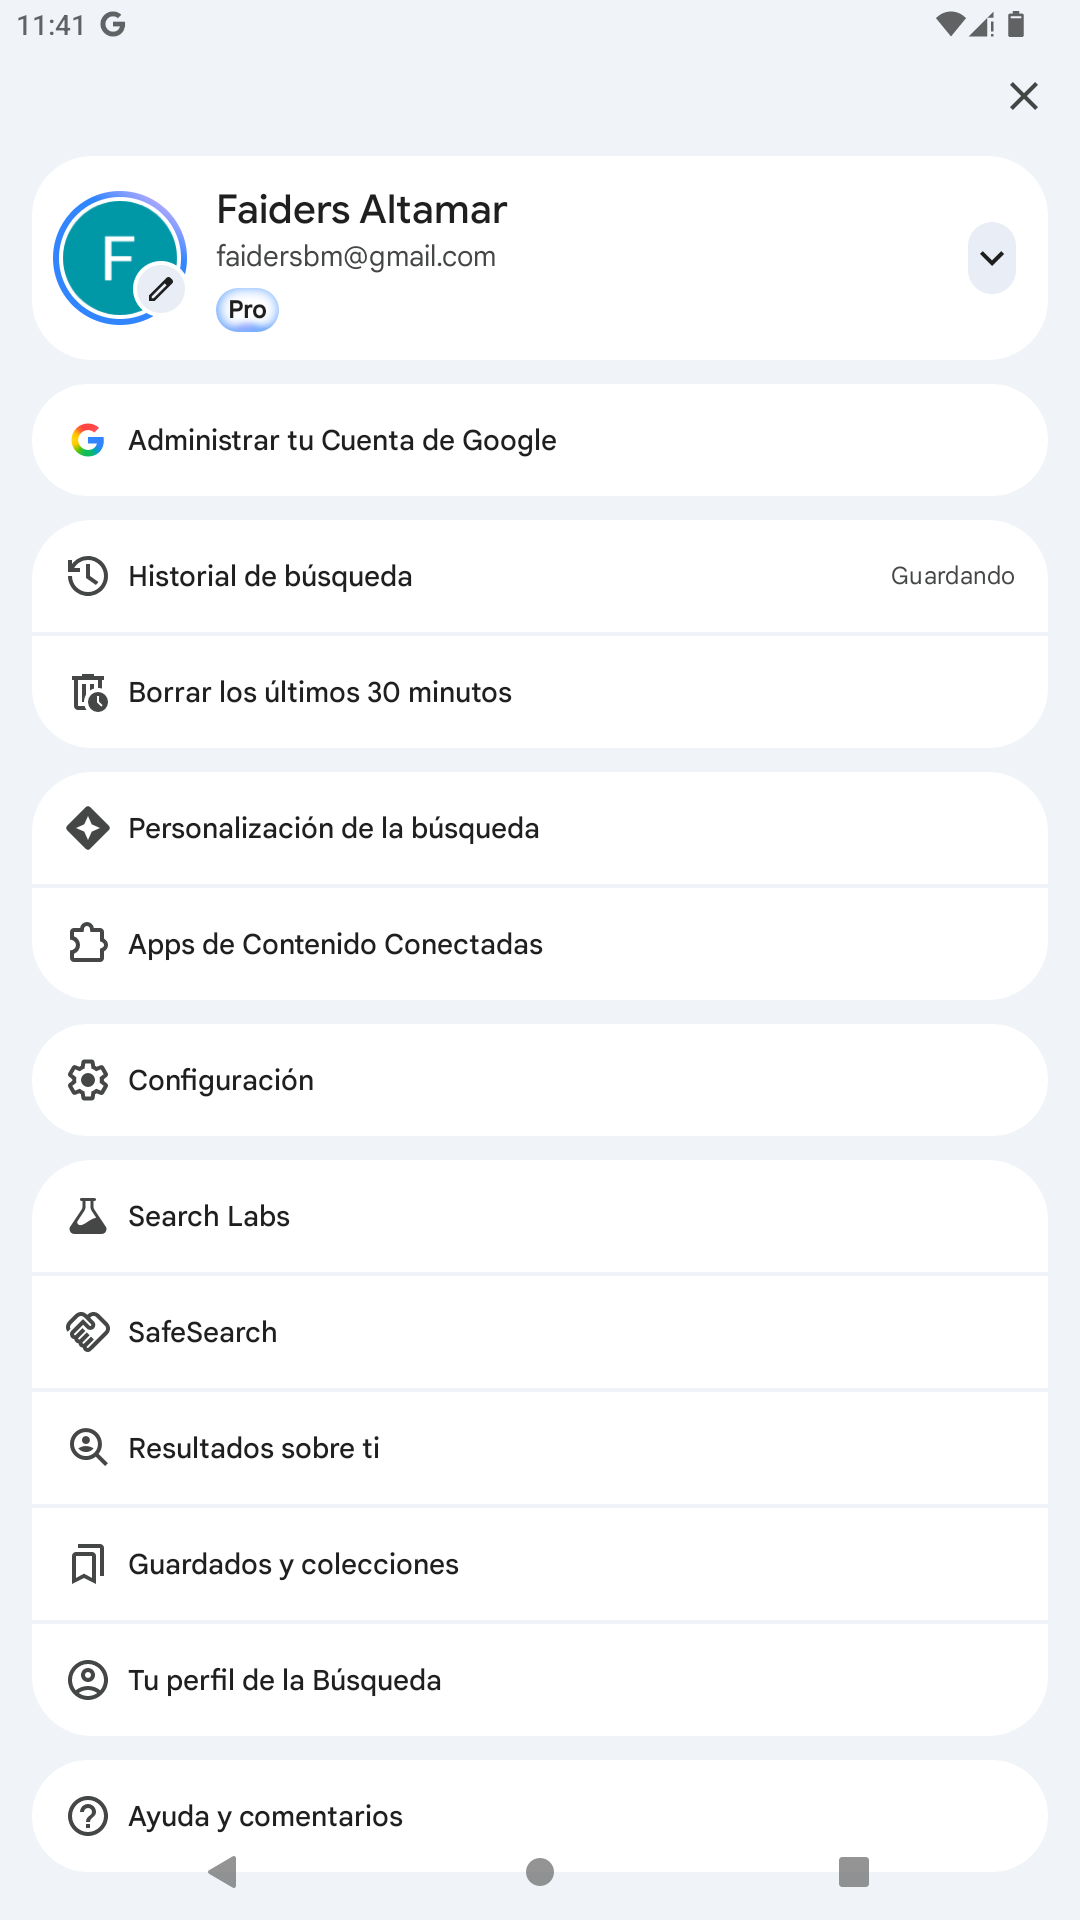 11:41
Faiders Altamar
F
faidersbm@gmail.com
Pro
Administrar tu Cuenta de Google
Historial de búsqueda Guardando
Borrar los últimos 30 minutos
Personalización de la búsqueda
Apps de Contenido Conectadas
Configuración
Search Labs
SafeSearch
Resultados sobre ti
Guardados y colecciones
Tu perfil de la Búsqueda
Ayuda y comentarios